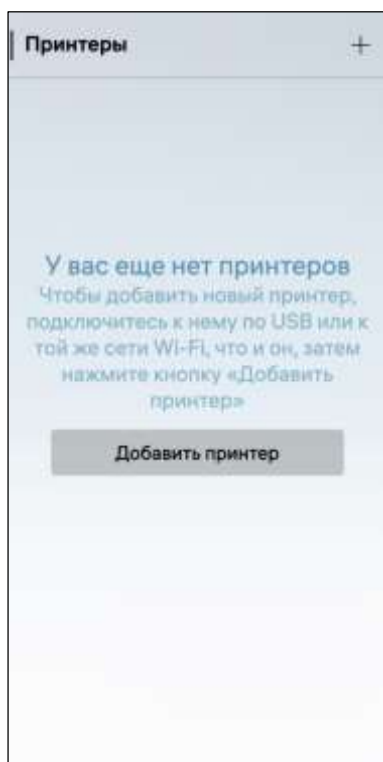 Принтеры +
У вас еще нет принтеров
Чтобы добавить новый принтер,
подключитесь к нему по USB или к
той же сети Wi-Fi, что и он, затем
нажмите кнопку «Добавить
принтер»
Добавить принтер